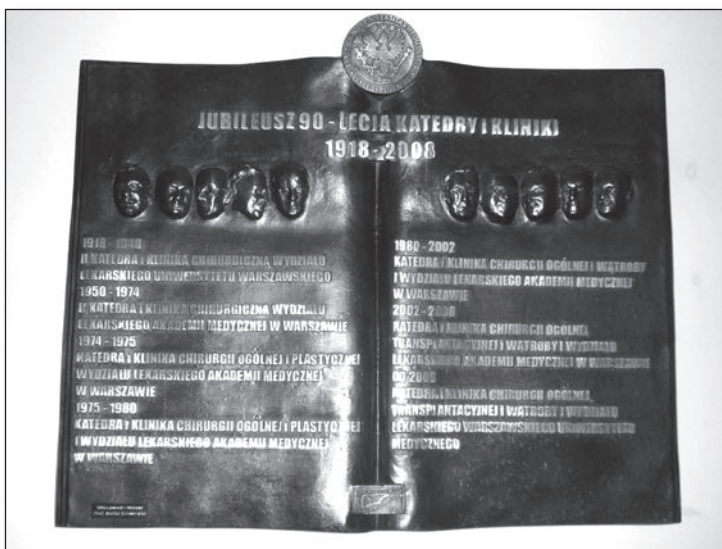 JUBILEUSZ 90 - LECIA KATEDRY I KLINIKI
1918 - 2008
II KATEDRA I KLINIKA CHIRURGICZNA WYDZIAŁU
LEKARSKIEGO UNIWERSYTETU WARSZAWSKIEGO
1950 - 1974
II KATEDRA I KLINIKA CHIRURGICZNA WYDZIAŁU
LEKARSKIEGO AKADEMII MEDYCZNEJ W WARSZAWIE
1974 - 1975
KATEDRA I KLINIKA CHIRURGII OGÓLNEJ I PLASTYCZNEJ
WYDZIAŁU LEKARSKIEGO AKADEMII MEDYCZNEJ
W WARSZAWIE
1975 - 1980
KATEDRA I KLINIKA CHIRURGII OGÓLNEJ I PLASTYCZNEJ
I WYDZIAŁU LEKARSKIEGO AKADEMII MEDYCZNEJ
W WARSZAWIE
1980 - 2002
KATEDRA I KLINIKA CHIRURGII OGÓLNEJ I WĄTROBY
I WYDZIAŁU LEKARSKIEGO AKADEMII MEDYCZNEJ
W WARSZAWIE
2002 - 2008
KATEDRA I KLINIKA CHIRURGII OGÓLNEJ,
TRANSPLANTACYJNEJ I WĄTROBY I WYDZIAŁU
LEKARSKIEGO AKADEMII MEDYCZNEJ W WARSZAWIE
OD 2008
KATEDRA I KLINIKA CHIRURGII OGÓLNEJ,
TRANSPLANTACYJNEJ I WĄTROBY I WYDZIAŁU
LEKARSKIEGO WARSZAWSKIEGO UNIWERSYTETU
MEDYCZNEGO